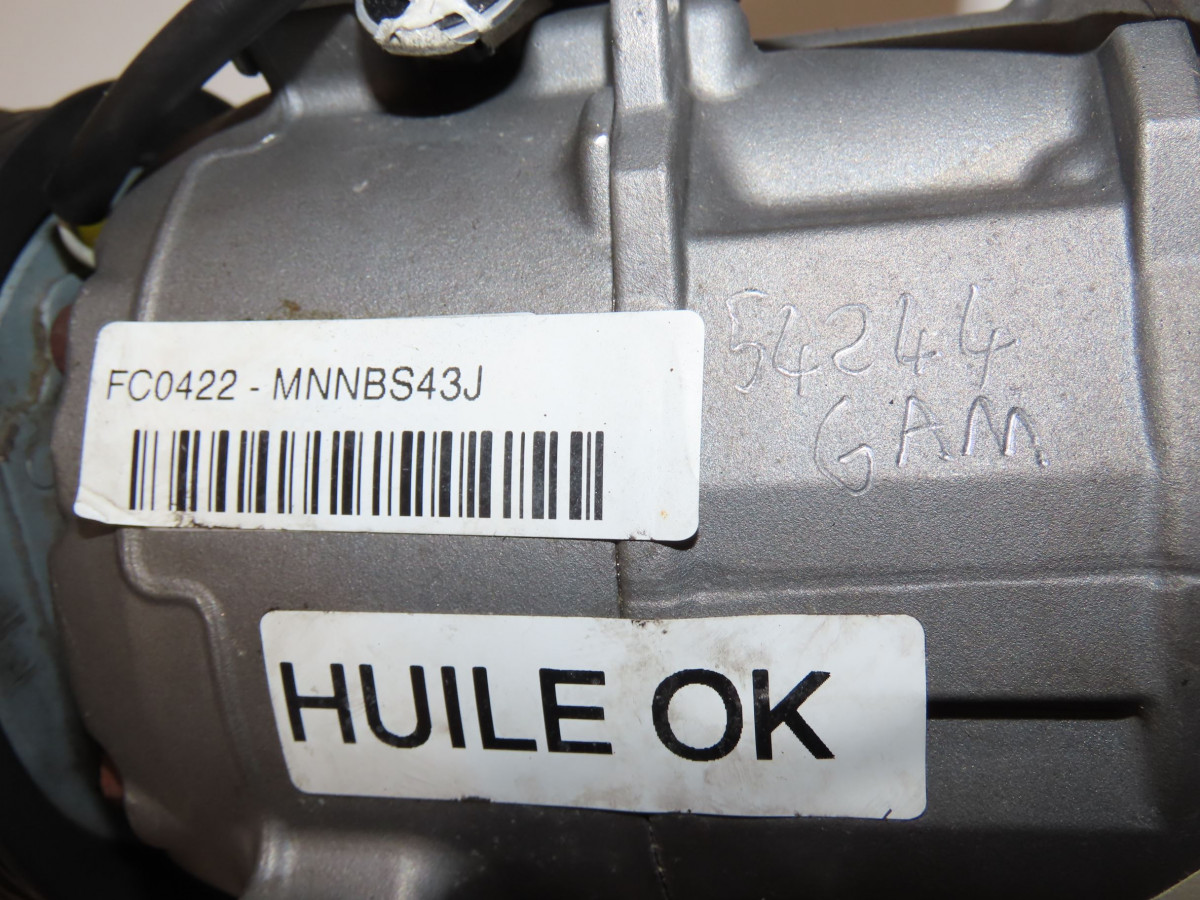 FC0422 - MNNBS43J
54244
GAM
HUILE OK